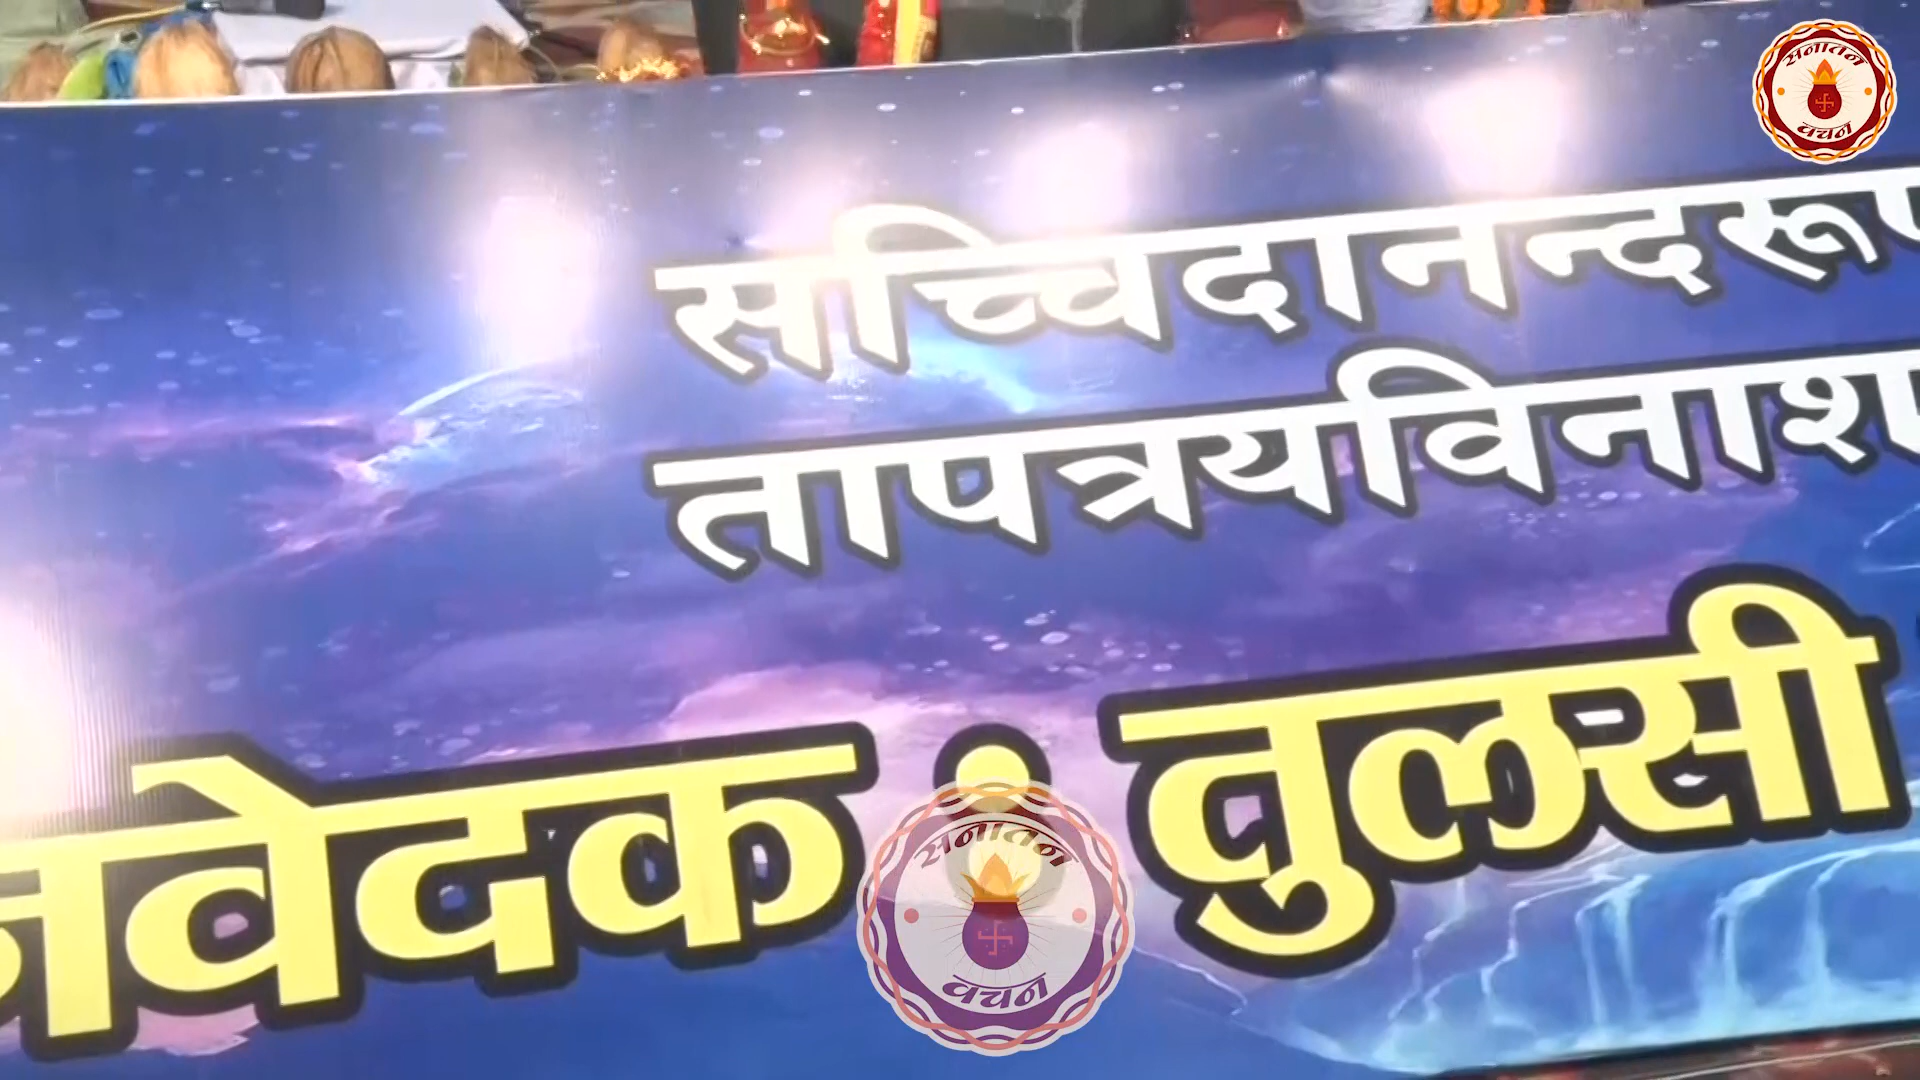 सनातन
वचन
सच्चिदानन्दरूप
तापत्रयविनाश
निवेदक : तुलसी
सनातन
वचन